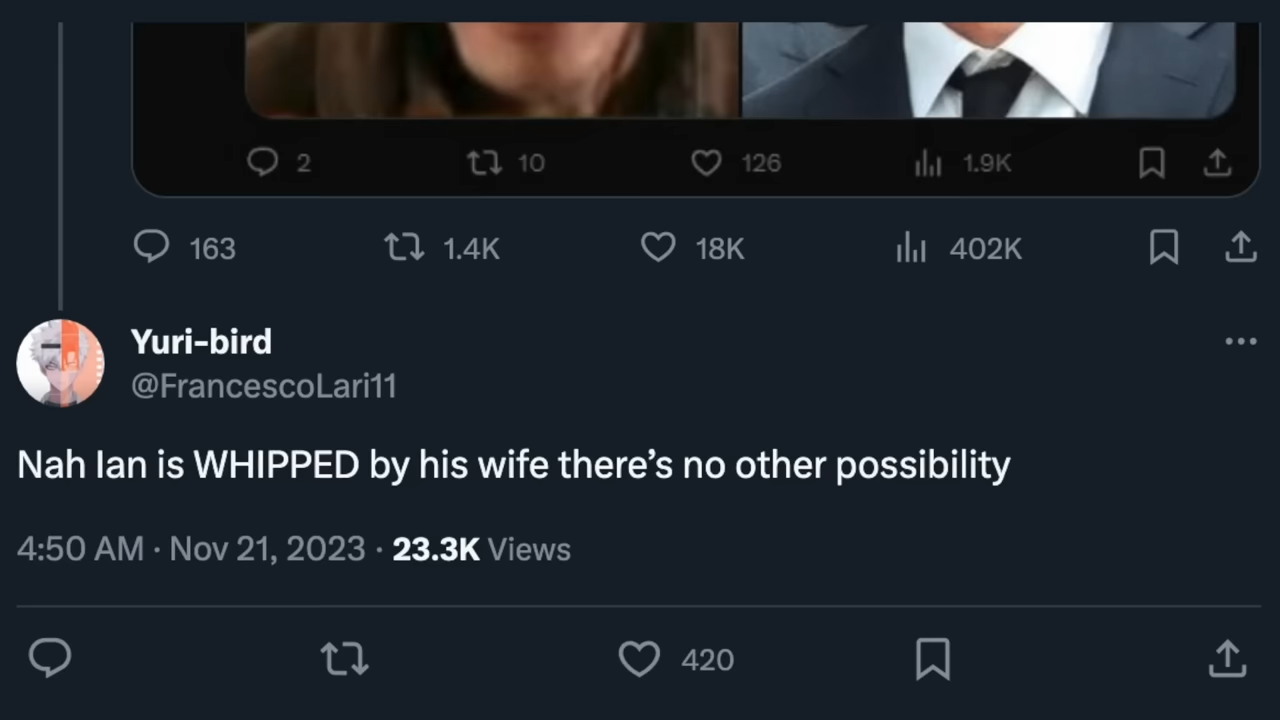 2 10 126 1.9K
163 1.4K 18K 402K
Yuri-bird
@FrancescoLari11
Nah Ian is WHIPPED by his wife there’s no other possibility
4:50 AM · Nov 21, 2023 · 23.3K Views
420